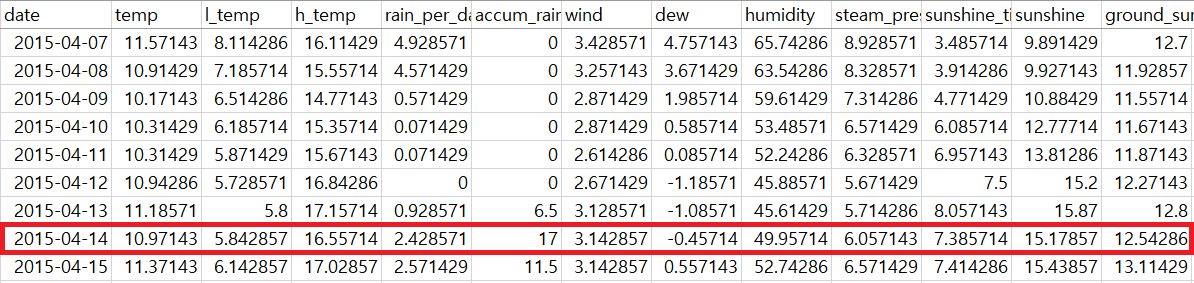 date temp l_temp h_temp rain_per_da accum_rain wind dew humidity steam_pres sunshine_ti sunshine ground_sur
2015-04-07 11.57143 8.114286 16.11429 4.928571 0 3.428571 4.757143 65.74286 8.928571 3.485714 9.891429 12.7
2015-04-08 10.91429 7.185714 15.55714 4.571429 0 3.257143 3.671429 63.54286 8.328571 3.914286 9.927143 11.92857
2015-04-09 10.17143 6.514286 14.77143 0.571429 0 2.871429 1.985714 59.61429 7.314286 4.771429 10.88429 11.55714
2015-04-10 10.31429 6.185714 15.35714 0.071429 0 2.871429 0.585714 53.48571 6.571429 6.085714 12.77714 11.67143
2015-04-11 10.31429 5.871429 15.67143 0.071429 0 2.614286 0.085714 52.24286 6.328571 6.957143 13.81286 11.87143
2015-04-12 10.94286 5.728571 16.84286 0 0 2.671429 -1.18571 45.88571 5.671429 7.5 15.2 12.27143
2015-04-13 11.18571 5.8 17.15714 0.928571 6.5 3.128571 -1.08571 45.61429 5.714286 8.057143 15.87 12.8
2015-04-14 10.97143 5.842857 16.55714 2.428571 17 3.142857 -0.45714 49.95714 6.057143 7.385714 15.17857 12.54286
2015-04-15 11.37143 6.142857 17.02857 2.571429 11.5 3.142857 0.557143 52.74286 6.571429 7.414286 15.43857 13.11429